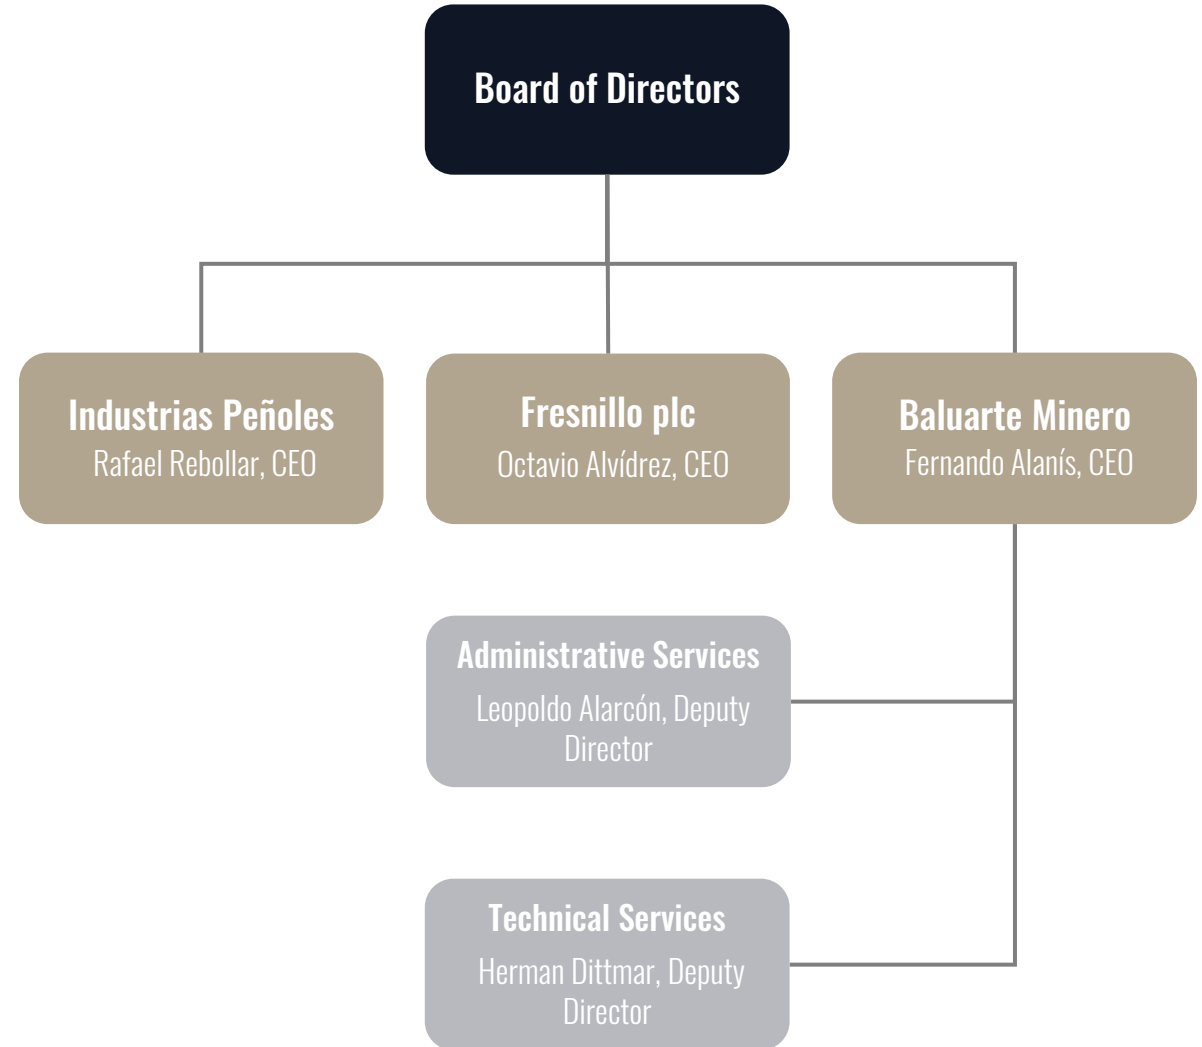 Board of Directors
Industrias Peñoles
Rafael Rebollar, CEO
Fresnillo plc
Octavio Alvídrez, CEO
Baluarte Minero
Fernando Alanís, CEO
Administrative Services
Leopoldo Alarcón, Deputy
Director
Technical Services
Herman Dittmar, Deputy
Director